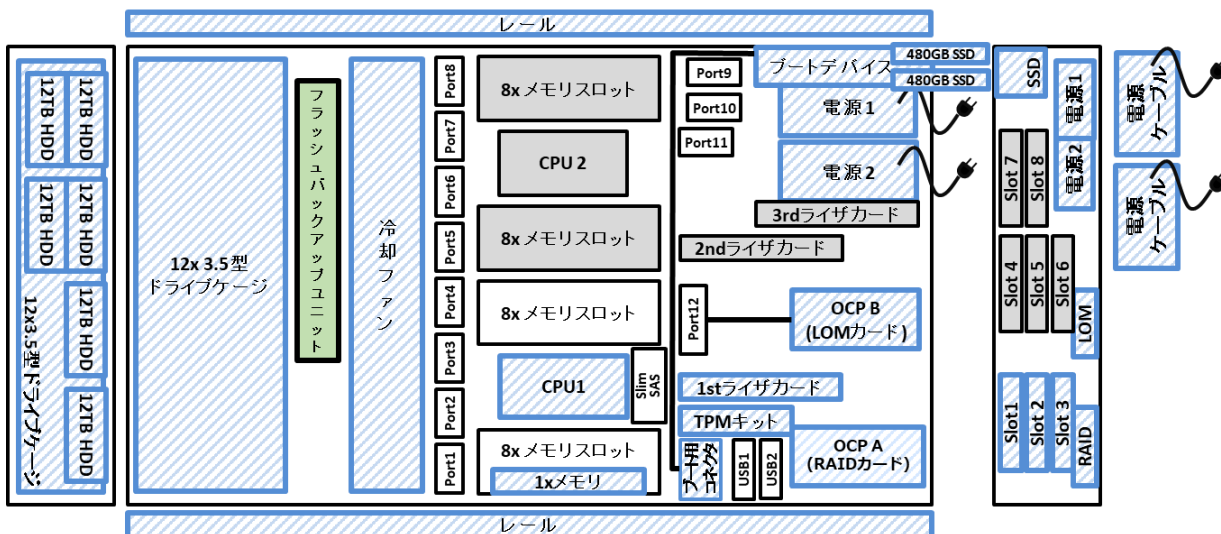 レール
12TB HDD
12TB HDD
12TB HDD
12TB HDD
12TB HDD
12TB HDD
12x3.5型ドライブケージ
12x 3.5型
ドライブケージ
フラッシュバックアップユニット
冷却ファン
Port8
Port7
Port6
Port5
Port4
Port3
Port2
Port1
8x メモリスロット
CPU 2
8x メモリスロット
8x メモリスロット
CPU1
Slim
SAS
8x メモリスロット
1xメモリ
Port9
Port10
Port11
ブートデバイス
480GB SSD
480GB SSD
電源 1
電源 2
3rdライザカード
2ndライザカード
Port12
OCP B
(LOMカード)
1stライザカード
TPMキット
ブート用
コネクタ
USB1
USB2
OCP A
(RAIDカード)
SSD
電源 1
電源 2
Slot 7
Slot 8
Slot 4
Slot 5
Slot 6
LOM
Slot1
Slot 2
Slot 3
RAID
電源
ケーブル
電源
ケーブル
レール